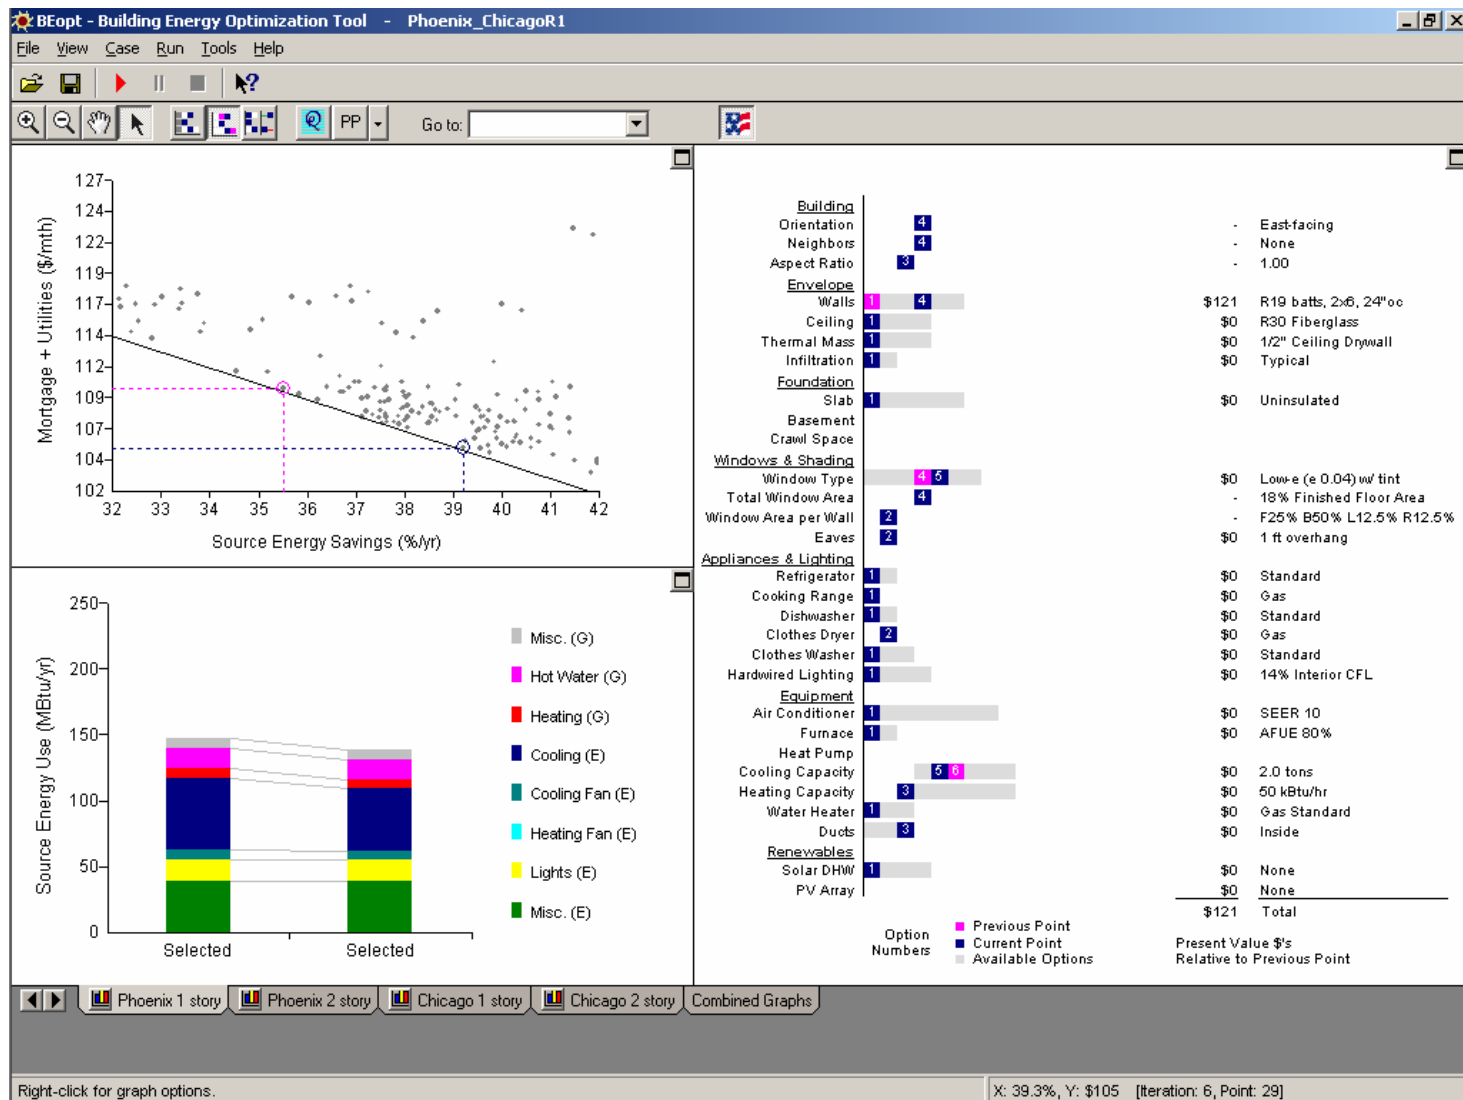 BEopt - Building Energy Optimization Tool - Phoenix_ChicagoR1
File View Case Run Tools Help
PP Go to:
127
124
122
119
117
114
112
109
107
104
102
Mortgage + Utilities ($/mth)
32 33 34 35 36 37 38 39 40 41 42
Source Energy Savings (%/yr)
250
200
150
100
50
0
Source Energy Use (MBtu/yr)
Selected Selected
Misc. (G)
Hot Water (G)
Heating (G)
Cooling (E)
Cooling Fan (E)
Heating Fan (E)
Lights (E)
Misc. (E)
Building
Orientation 4 - East-facing
Neighbors 4 - None
Aspect Ratio 3 - 1.00
Envelope
Walls 1 4 $121 R19 batts, 2x6, 24"oc
Ceiling 1 $0 R30 Fiberglass
Thermal Mass 1 $0 1/2" Ceiling Drywall
Infiltration 1 $0 Typical
Foundation
Slab 1 $0 Uninsulated
Basement
Crawl Space
Windows & Shading
Window Type 4 5 $0 Low-e (e 0.04) w/ tint
Total Window Area 4 - 18% Finished Floor Area
Window Area per Wall 2 - F25% B50% L12.5% R12.5%
Eaves 2 $0 1 ft overhang
Appliances & Lighting
Refrigerator 1 $0 Standard
Cooking Range 1 $0 Gas
Dishwasher 1 $0 Standard
Clothes Dryer 2 $0 Gas
Clothes Washer 1 $0 Standard
Hardwired Lighting 1 $0 14% Interior CFL
Equipment
Air Conditioner 1 $0 SEER 10
Furnace 1 $0 AFUE 80%
Heat Pump
Cooling Capacity 5 6 $0 2.0 tons
Heating Capacity 3 $0 50 kBtu/hr
Water Heater 1 $0 Gas Standard
Ducts 3 $0 Inside
Renewables
Solar DHW 1 $0 None
PV Array $0 None
$121 Total
Option Numbers
Previous Point
Current Point
Available Options
Present Value $'s
Relative to Previous Point
Phoenix 1 story Phoenix 2 story Chicago 1 story Chicago 2 story Combined Graphs
Right-click for graph options. X: 39.3%, Y: $105 [Iteration: 6, Point: 29]